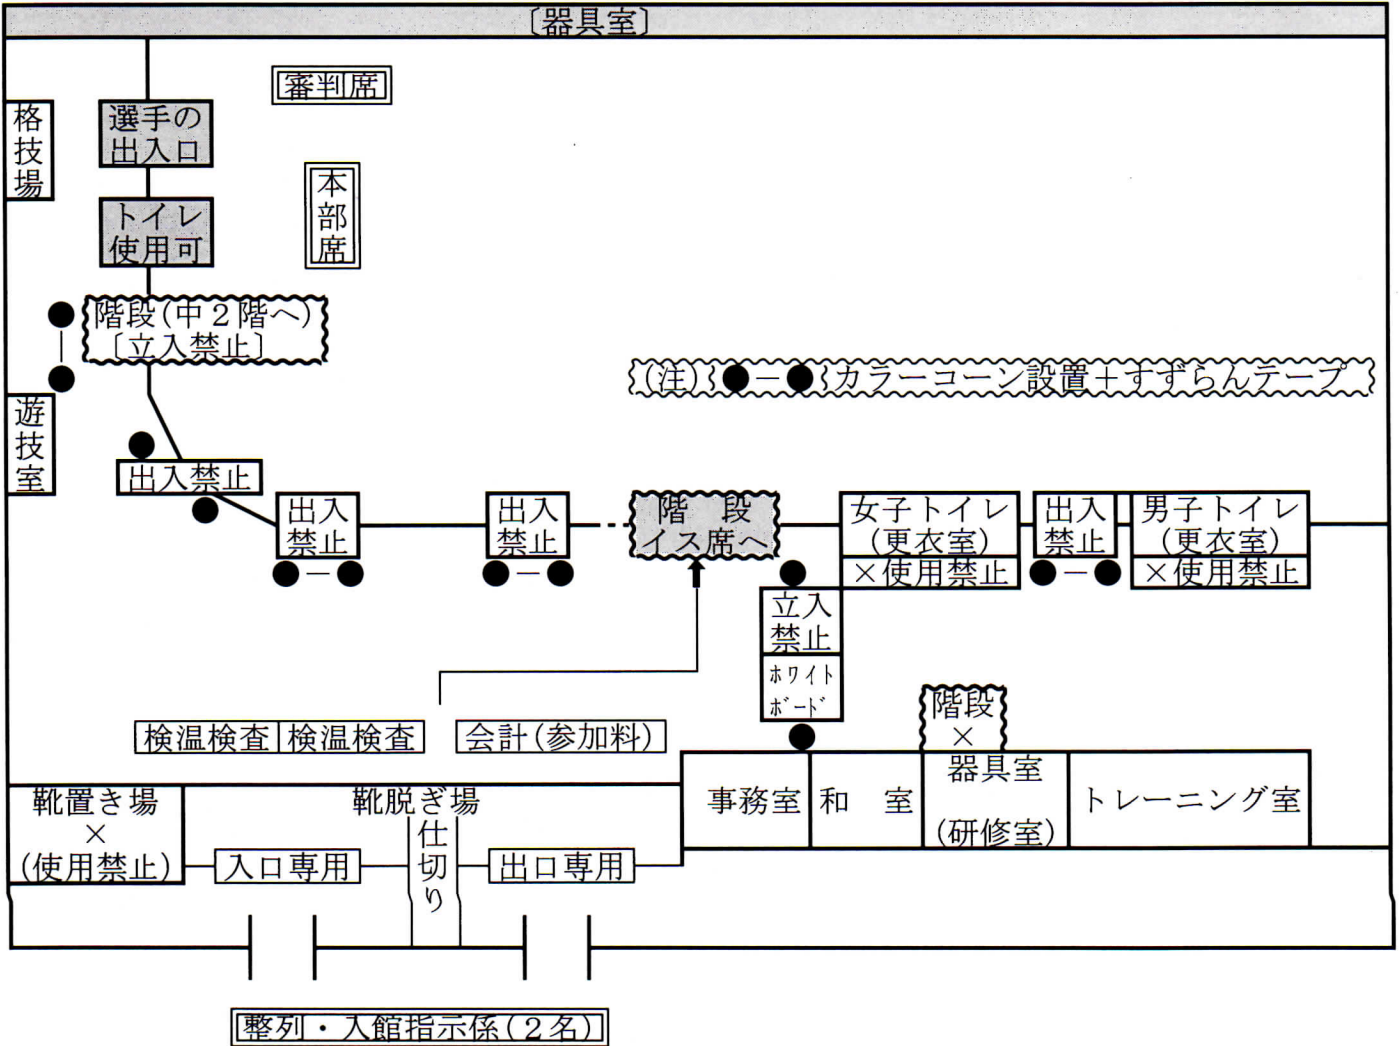 〔器具室〕
審判席
格技場
選手の
出入口
本部席
トイレ
使用可
階段(中2階へ)
〔立入禁止〕
●
|
●
(注)●－●カラーコーン設置＋すずらんテープ
遊技室
●
出入禁止
●
出入
禁止
●－●
出入
禁止
●－●
階　段
イス席へ
女子トイレ
(更衣室)
×使用禁止
出入
禁止
●－●
男子トイレ
(更衣室)
×使用禁止
●
立入
禁止
ホワイト
ボード
●
階段
×
検温検査
検温検査
会計(参加料)
靴置き場
×
(使用禁止)
靴脱ぎ場
仕切り
入口専用
出口専用
事務室
和　室
器具室
(研修室)
トレーニング室
整列・入館指示係(2名)